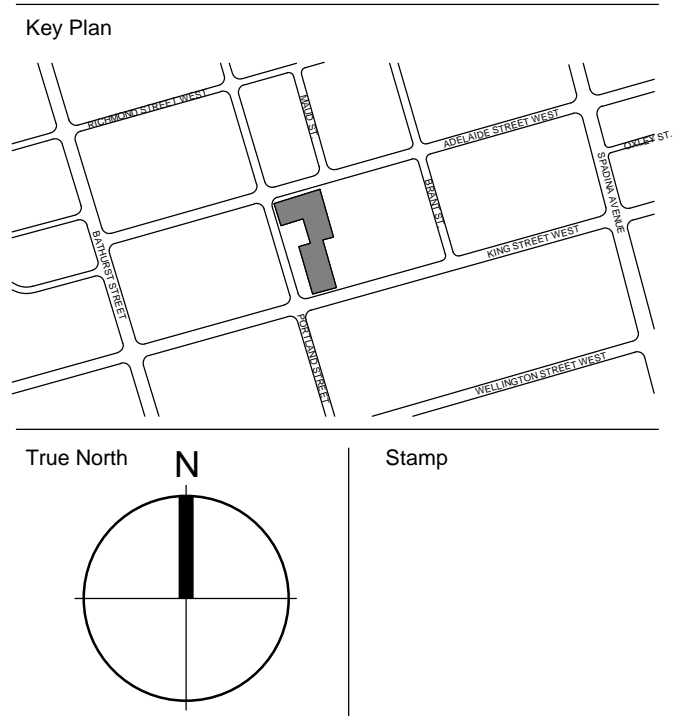 Key Plan
RICHMOND STREET WEST
MAUD ST.
ADELAIDE STREET WEST
OXLEY ST.
SPADINA AVENUE
BRANT ST.
KING STREET WEST
BATHURST STREET
PORTLAND STREET
WELLINGTON STREET WEST
True North
N
Stamp